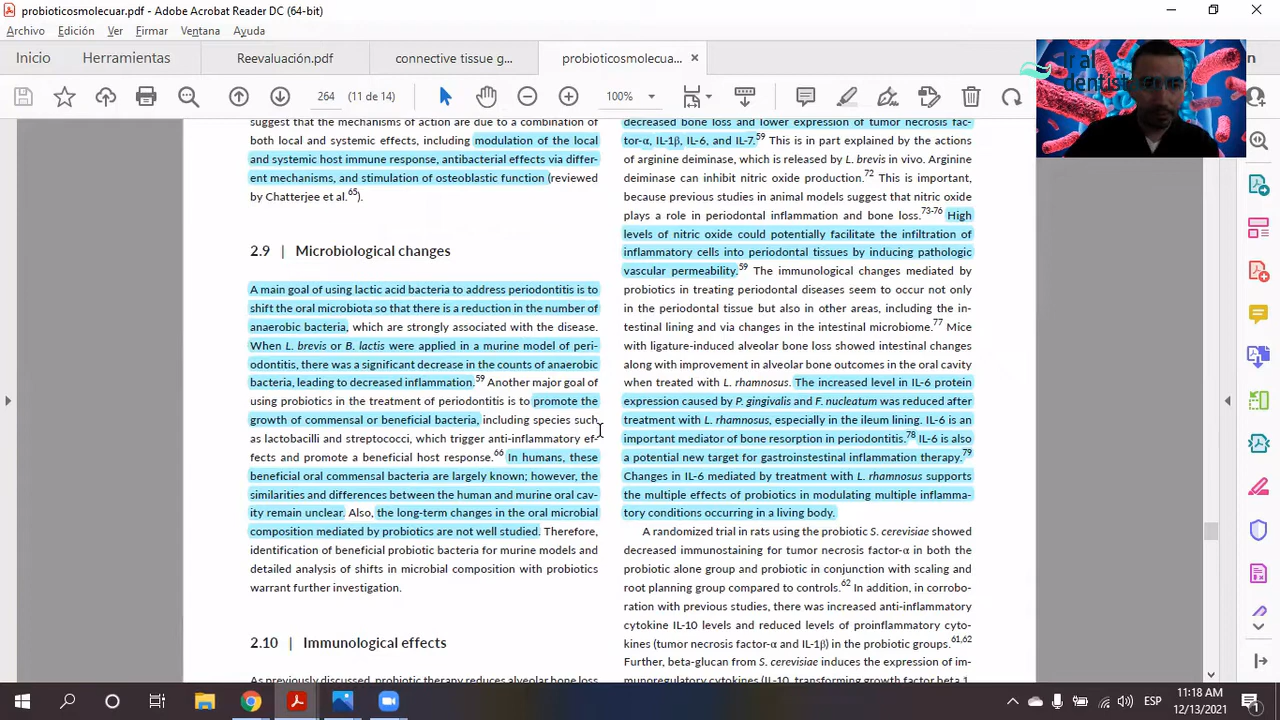 probioticosmolecuar.pdf - Adobe Acrobat Reader DC (64-bit)
Archivo Edición Ver Firmar Ventana Ayuda
Inicio Herramientas Reevaluación.pdf connective tissue g... probioticosmolecua...
264 (11 of 14) 100%
Ir al
suggest that the mechanisms of action are due to a combination of
both local and systemic effects, including modulation of the local
and systemic host immune response, antibacterial effects via differ-
ent mechanisms, and stimulation of osteoblastic function (reviewed
by Chatterjee et al.65).
2.9 | Microbiological changes
A main goal of using lactic acid bacteria to address periodontitis is to
shift the oral microbiota so that there is a reduction in the number of
anaerobic bacteria, which are strongly associated with the disease.
When L. brevis or B. lactis were applied in a murine model of peri-
odontitis, there was a significant decrease in the counts of anaerobic
bacteria, leading to decreased inflammation.59 Another major goal of
using probiotics in the treatment of periodontitis is to promote the
growth of commensal or beneficial bacteria, including species such
as lactobacilli and streptococci, which trigger anti-inflammatory ef-
fects and promote a beneficial host response.66 In humans, these
beneficial oral commensal bacteria are largely known; however, the
similarities and differences between the human and murine oral cav-
ity remain unclear. Also, the long-term changes in the oral microbial
composition mediated by probiotics are not well studied. Therefore,
identification of beneficial probiotic bacteria for murine models and
detailed analysis of shifts in microbial composition with probiotics
warrant further investigation.
2.10 | Immunological effects
As previously discussed, probiotic therapy reduces alveolar bone loss
decreased bone loss and lower expression of tumor necrosis fac-
tor-α, IL-1β, IL-6, and IL-7.59 This is in part explained by the actions
of arginine deiminase, which is released by L. brevis in vivo. Arginine
deiminase can inhibit nitric oxide production.72 This is important,
because previous studies in animal models suggest that nitric oxide
plays a role in periodontal inflammation and bone loss.73-76 High
levels of nitric oxide could potentially facilitate the infiltration of
inflammatory cells into periodontal tissues by inducing pathologic
vascular permeability.59 The immunological changes mediated by
probiotics in treating periodontal diseases seem to occur not only
in the periodontal tissue but also in other areas, including the in-
testinal lining and via changes in the intestinal microbiome.77 Mice
with ligature-induced alveolar bone loss showed intestinal changes
along with improvement in alveolar bone outcomes in the oral cavity
when treated with L. rhamnosus. The increased level in IL-6 protein
expression caused by P. gingivalis and F. nucleatum was reduced after
treatment with L. rhamnosus, especially in the ileum lining. IL-6 is an
important mediator of bone resorption in periodontitis.78 IL-6 is also
a potential new target for gastroinstestinal inflammation therapy.79
Changes in IL-6 mediated by treatment with L. rhamnosus supports
the multiple effects of probiotics in modulating multiple inflamma-
tory conditions occurring in a living body.
A randomized trial in rats using the probiotic S. cerevisiae showed
decreased immunostaining for tumor necrosis factor-α in both the
probiotic alone group and probiotic in conjunction with scaling and
root planning group compared to controls.62 In addition, in corrobo-
ration with previous studies, there was increased anti-inflammatory
cytokine IL-10 levels and reduced levels of proinflammatory cyto-
kines (tumor necrosis factor-α and IL-1β) in the probiotic groups.61,62
Further, beta-glucan from S. cerevisiae induces the expression of im-
munoregulatory cytokines (IL-10, transforming growth factor beta 1,
ESP
11:18 AM
12/13/2021